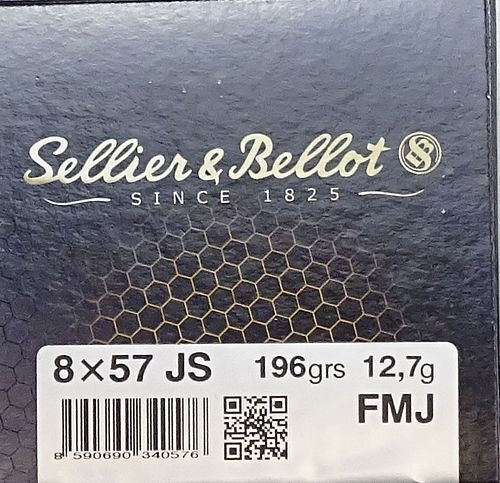 Sellier & Bellot S&B
SINCE 1825
8×57 JS 196grs 12,7g
FMJ
8 590690 340576